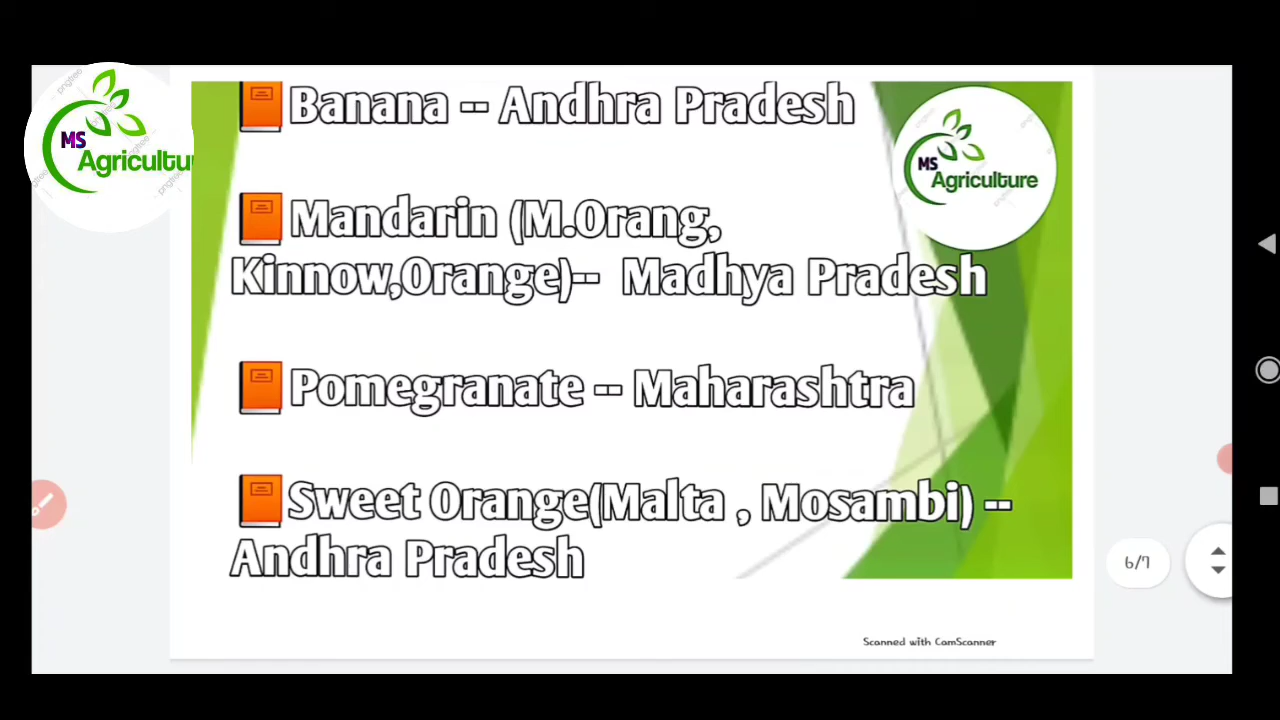 Banana -- Andhra Pradesh
MS
Agricultu
MS
Agriculture
Mandarin (M.Orang,
Kinnow,Orange)-- Madhya Pradesh
Pomegranate -- Maharashtra
Sweet Orange(Malta , Mosambi) --
Andhra Pradesh
6/7
Scanned with CamScanner